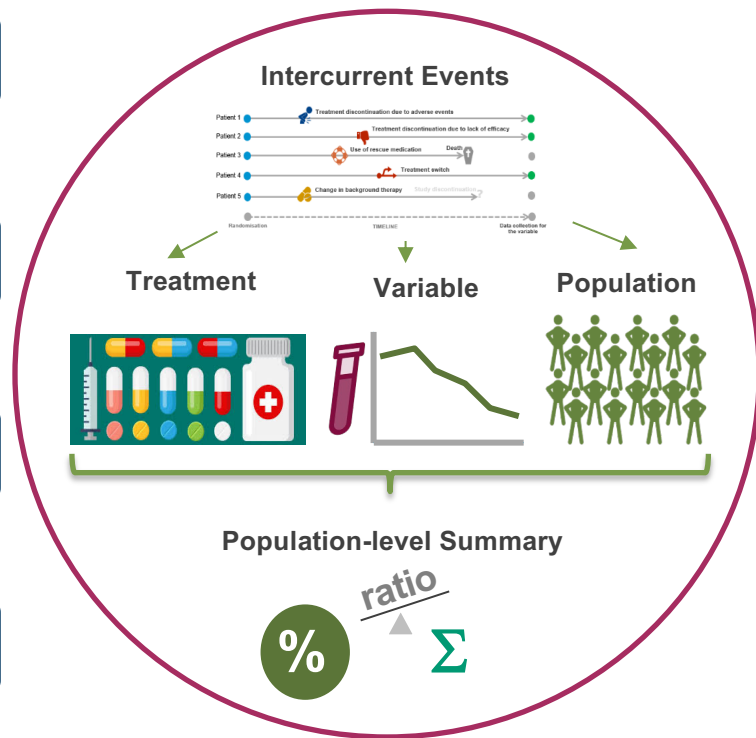 Intercurrent Events
Patient 1
Treatment discontinuation due to adverse events
Patient 2
Treatment discontinuation due to lack of efficacy
Patient 3
Use of rescue medication
Death
Patient 4
Treatment switch
Patient 5
Change in background therapy
Study discontinuation
?
Randomisation
TIMELINE
Data collection for
the variable
Treatment
Variable
Population
Population-level Summary
ratio
%
Σ